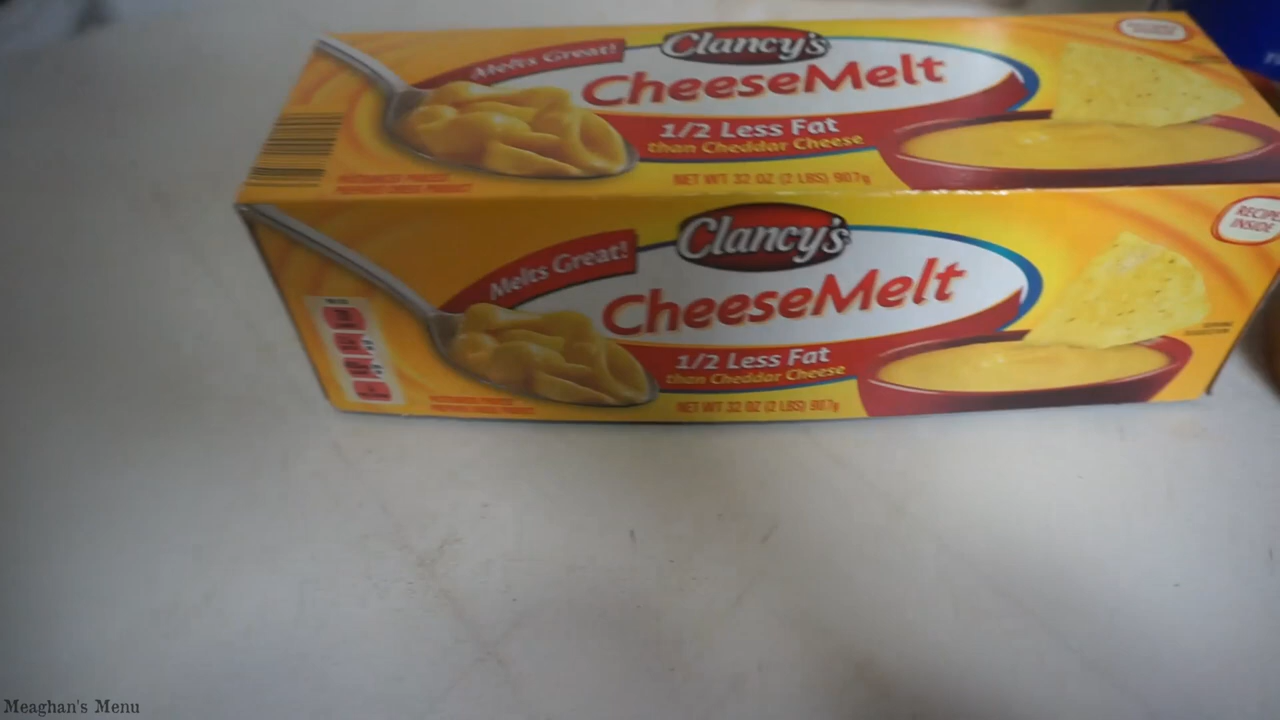 Melts Great!
Clancy's
CheeseMelt
1/2 Less Fat
than Cheddar Cheese
NET WT 32 OZ (2 LBS) 907g
Melts Great!
Clancy's
CheeseMelt
RECIPE
INSIDE
1/2 Less Fat
than Cheddar Cheese
NET WT 32 OZ (2 LBS) 907g
Meaghan's Menu